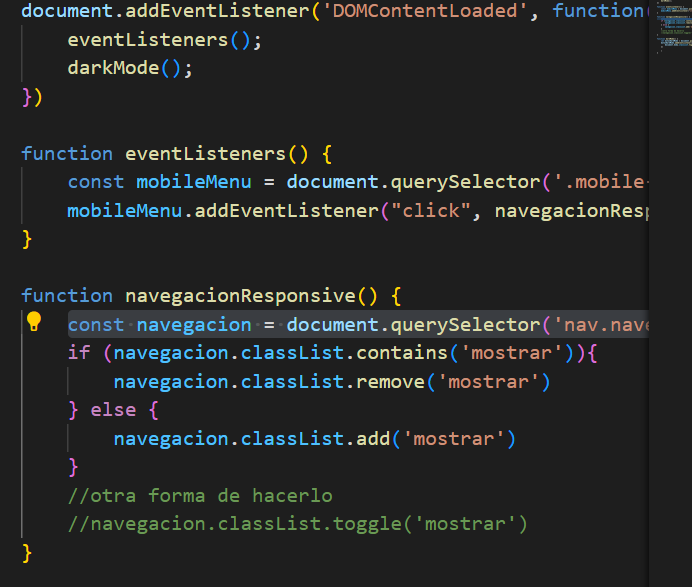 document.addEventListener('DOMContentLoaded', function(
eventListeners();
darkMode();
})
function eventListeners() {
const mobileMenu = document.querySelector('.mobile-
mobileMenu.addEventListener("click", navegacionResp
}
function navegacionResponsive() {
const navegacion = document.querySelector('nav.nave
if (navegacion.classList.contains('mostrar')){
navegacion.classList.remove('mostrar')
} else {
navegacion.classList.add('mostrar')
}
//otra forma de hacerlo
//navegacion.classList.toggle('mostrar')
}